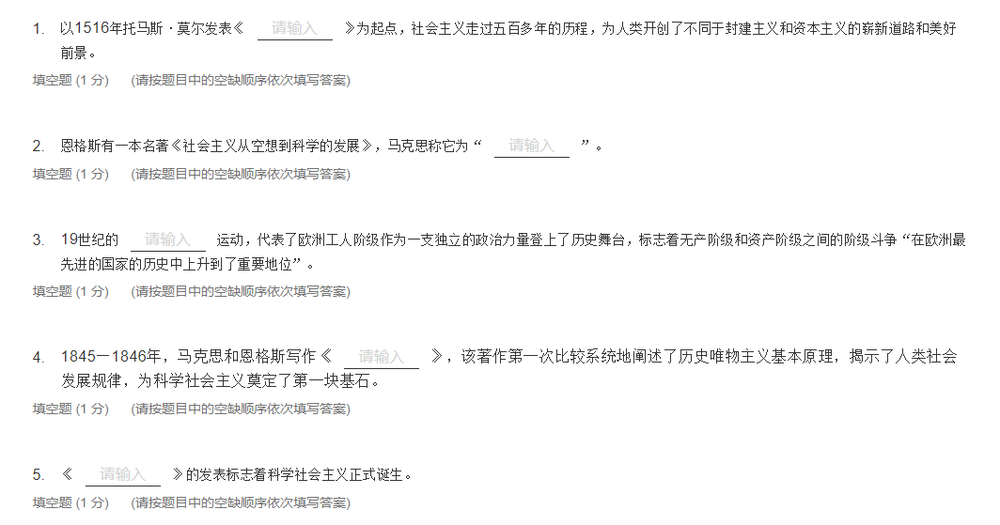 1. 以1516年托马斯·莫尔发表《 请输入 》为起点，社会主义走过五百多年的历程，为人类开创了不同于封建主义和资本主义的崭新道路和美好
前景。
填空题 (1 分) (请按题目中的空缺顺序依次填写答案)
2. 恩格斯有一本名著《社会主义从空想到科学的发展》，马克思称它为“ 请输入 ”。
填空题 (1 分) (请按题目中的空缺顺序依次填写答案)
3. 19世纪的 请输入 运动，代表了欧洲工人阶级作为一支独立的政治力量登上了历史舞台，标志着无产阶级和资产阶级之间的阶级斗争“在欧洲最
先进的国家的历史中上升到了重要地位”。
填空题 (1 分) (请按题目中的空缺顺序依次填写答案)
4. 1845—1846年，马克思和恩格斯写作《 请输入 》，该著作第一次比较系统地阐述了历史唯物主义基本原理，揭示了人类社会
发展规律，为科学社会主义奠定了第一块基石。
填空题 (1 分) (请按题目中的空缺顺序依次填写答案)
5. 《 请输入 》的发表标志着科学社会主义正式诞生。
填空题 (1 分) (请按题目中的空缺顺序依次填写答案)